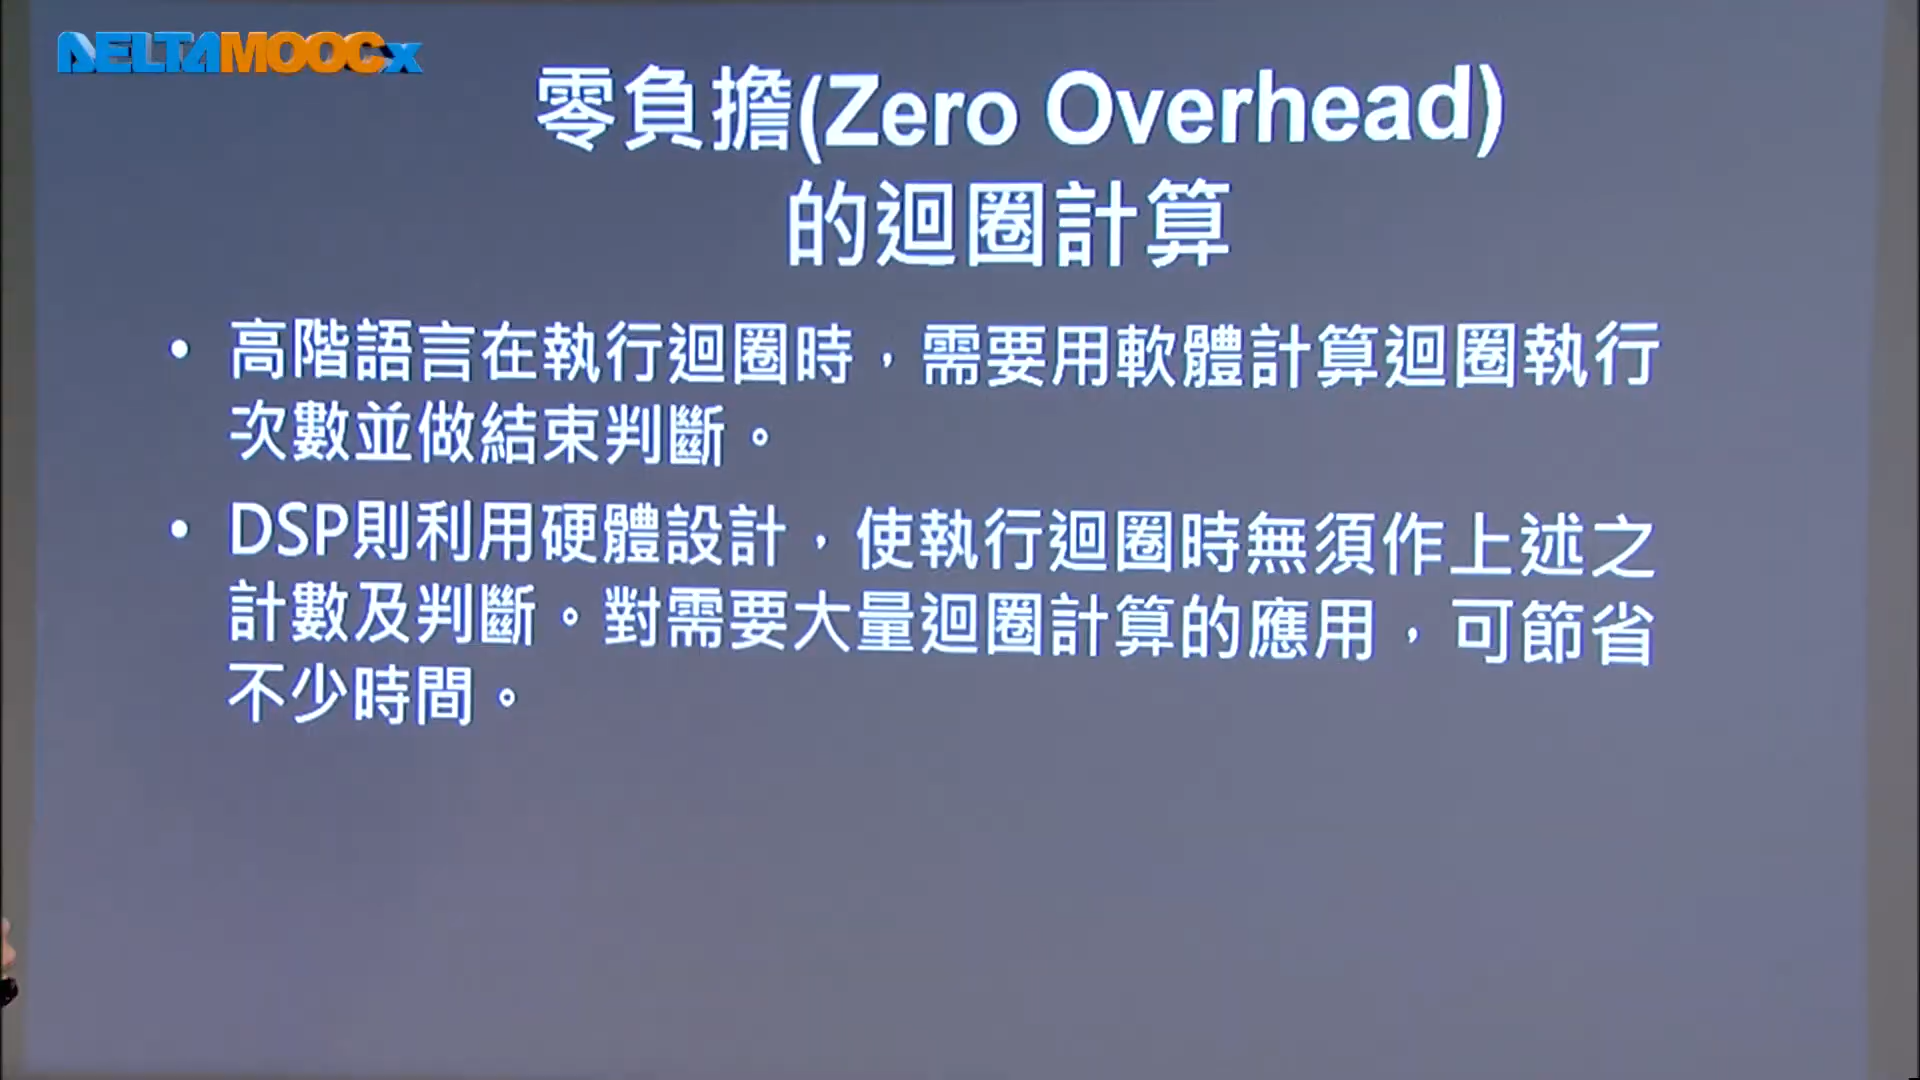 DELTAMOOCx
零負擔(Zero Overhead)
的迴圈計算
• 高階語言在執行迴圈時，需要用軟體計算迴圈執行
次數並做結束判斷。
• DSP則利用硬體設計，使執行迴圈時無須作上述之
計數及判斷。對需要大量迴圈計算的應用，可節省
不少時間。